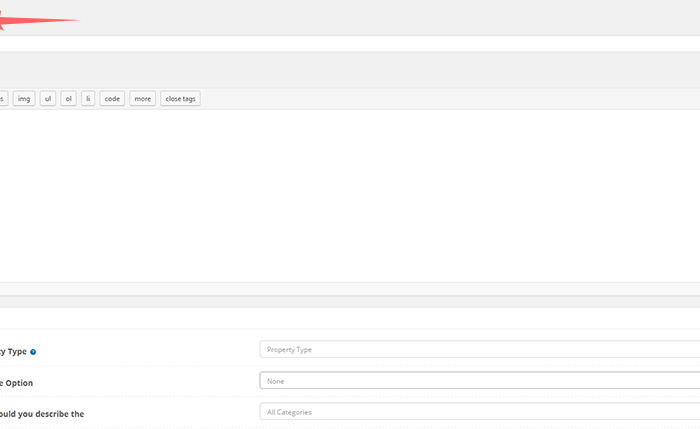 s img ul ol li code more close tags
y Type ? Property Type
e Option None
ould you describe the All Categories